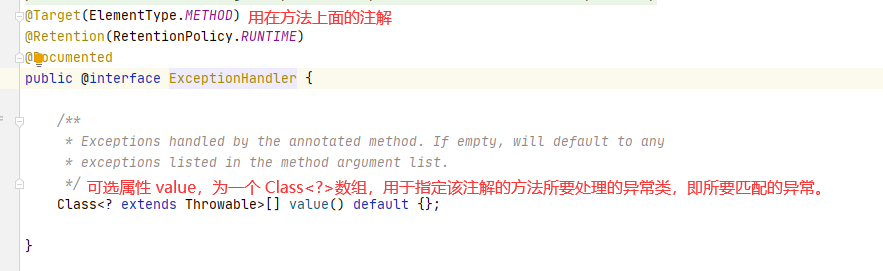 @Target(ElementType.METHOD) 用在方法上面的注解
@Retention(RetentionPolicy.RUNTIME)
@Documented
public @interface ExceptionHandler {
/**
* Exceptions handled by the annotated method. If empty, will default to any
* exceptions listed in the method argument list.
*/ 可选属性 value，为一个 Class<?>数组，用于指定该注解的方法所要处理的异常类，即所要匹配的异常。
Class<? extends Throwable>[] value() default {};
}